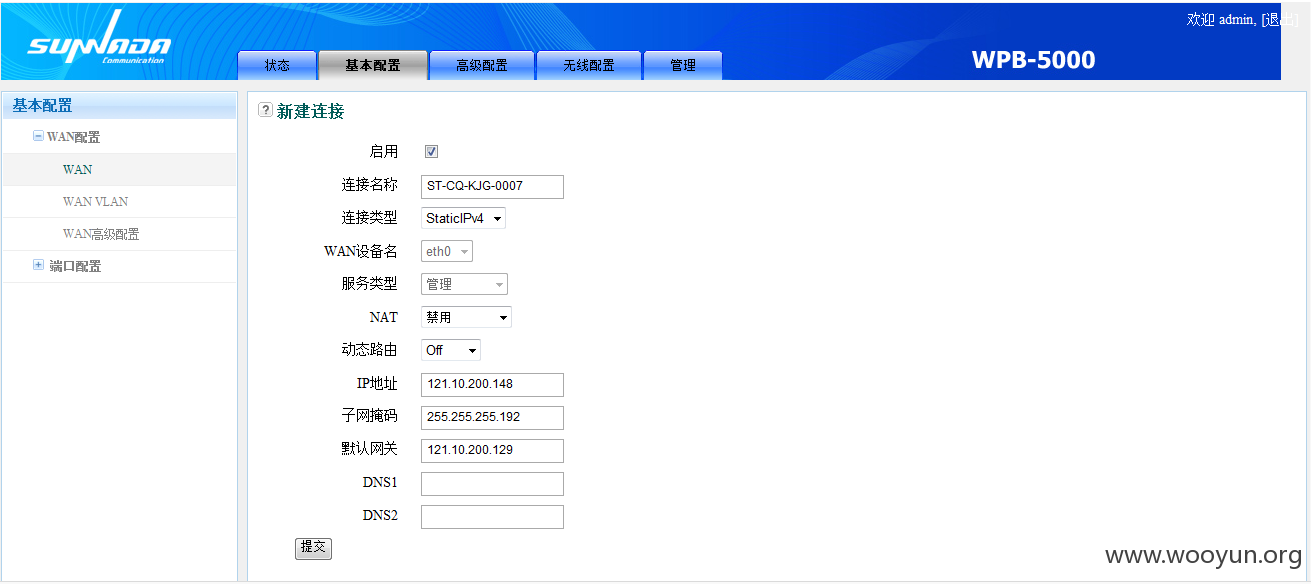 欢迎 admin, [退出]
SUNNADA
Communication
状态
基本配置
高级配置
无线配置
管理
WPB-5000
基本配置
WAN配置
WAN
WAN VLAN
WAN高级配置
端口配置
? 新建连接
启用
连接名称 ST-CQ-KJG-0007
连接类型 StaticIPv4
WAN设备名 eth0
服务类型 管理
NAT 禁用
动态路由 Off
IP地址 121.10.200.148
子网掩码 255.255.255.192
默认网关 121.10.200.129
DNS1
DNS2
提交
www.wooyun.org